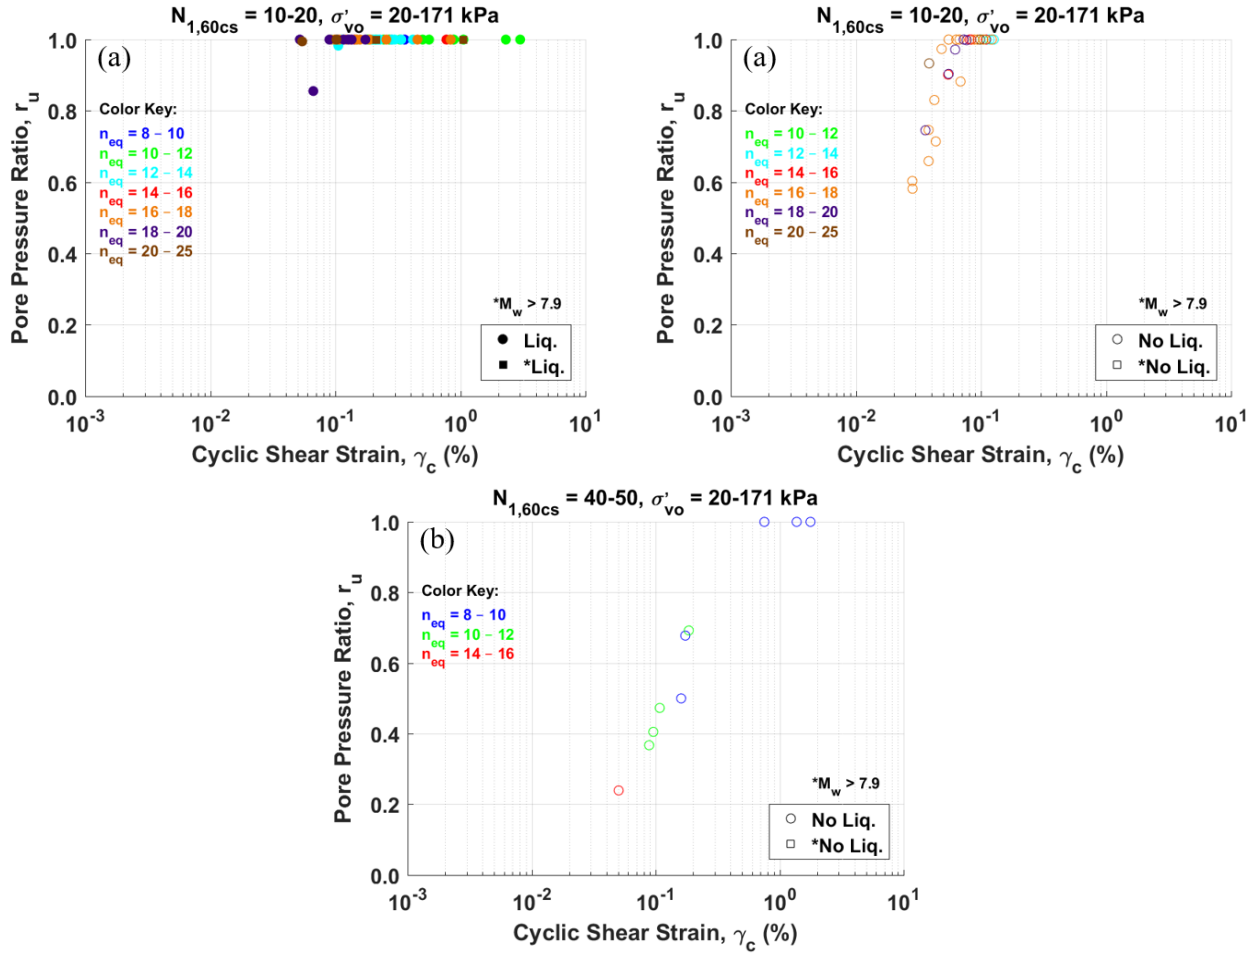 N1,60cs = 10-20, σ'vo = 20-171 kPa
(a)
Pore Pressure Ratio, ru
1.0
0.8
0.6
0.4
0.2
0.0
Color Key:
neq = 8 – 10
neq = 10 – 12
neq = 12 – 14
neq = 14 – 16
neq = 16 – 18
neq = 18 – 20
neq = 20 – 25
*Mw > 7.9
Liq.
*Liq.
10-3
10-2
10-1
100
101
Cyclic Shear Strain, γc (%)
N1,60cs = 10-20, σ'vo = 20-171 kPa
(a)
Pore Pressure Ratio, ru
1.0
0.8
0.6
0.4
0.2
0.0
Color Key:
neq = 10 – 12
neq = 12 – 14
neq = 14 – 16
neq = 16 – 18
neq = 18 – 20
neq = 20 – 25
*Mw > 7.9
No Liq.
*No Liq.
10-3
10-2
10-1
100
101
Cyclic Shear Strain, γc (%)
N1,60cs = 40-50, σ'vo = 20-171 kPa
(b)
Pore Pressure Ratio, ru
1.0
0.8
0.6
0.4
0.2
0.0
Color Key:
neq = 8 – 10
neq = 10 – 12
neq = 14 – 16
*Mw > 7.9
No Liq.
*No Liq.
10-3
10-2
10-1
100
101
Cyclic Shear Strain, γc (%)